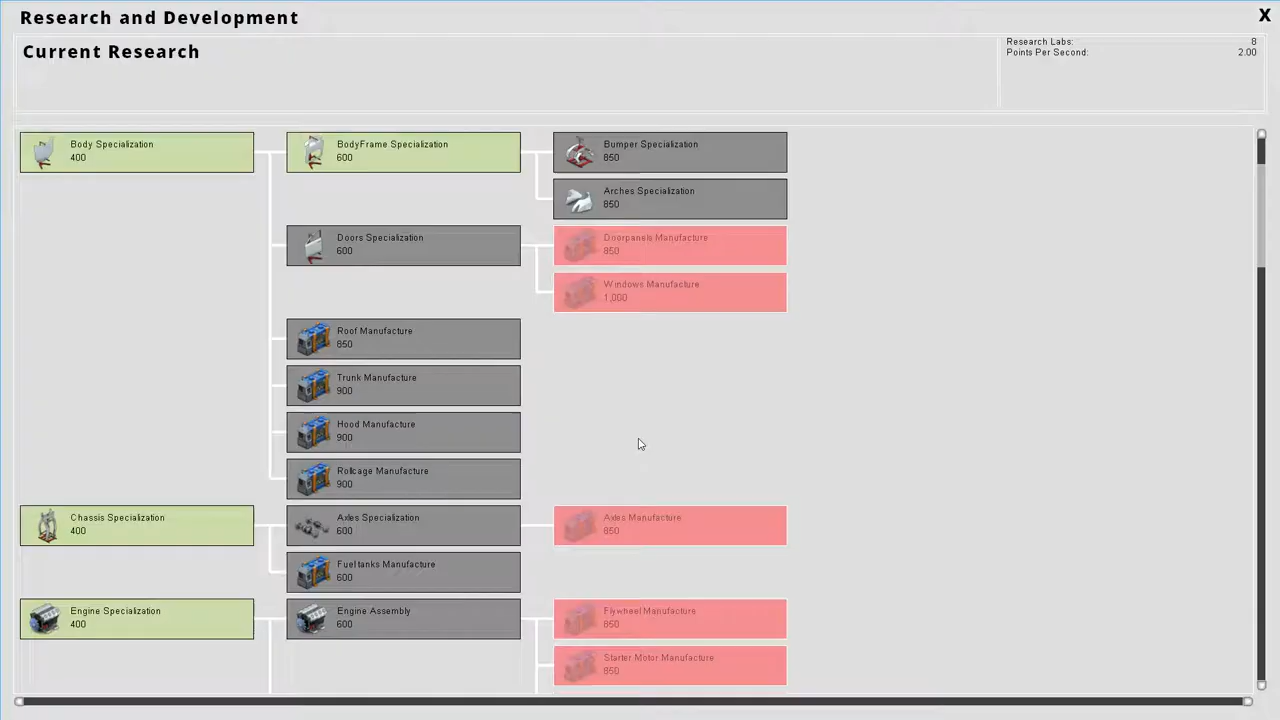 Research and Development
X
Current Research
Research Labs: 8
Points Per Second: 2.00
Body Specialization
400
BodyFrame Specialization
600
Bumper Specialization
850
Arches Specialization
850
Doors Specialization
600
Doorpanels Manufacture
850
Windows Manufacture
1,000
Roof Manufacture
850
Trunk Manufacture
900
Hood Manufacture
900
Rollcage Manufacture
900
Chassis Specialization
400
Axles Specialization
600
Axles Manufacture
850
Fueltanks Manufacture
600
Engine Specialization
400
Engine Assembly
600
Flywheel Manufacture
850
Starter Motor Manufacture
850